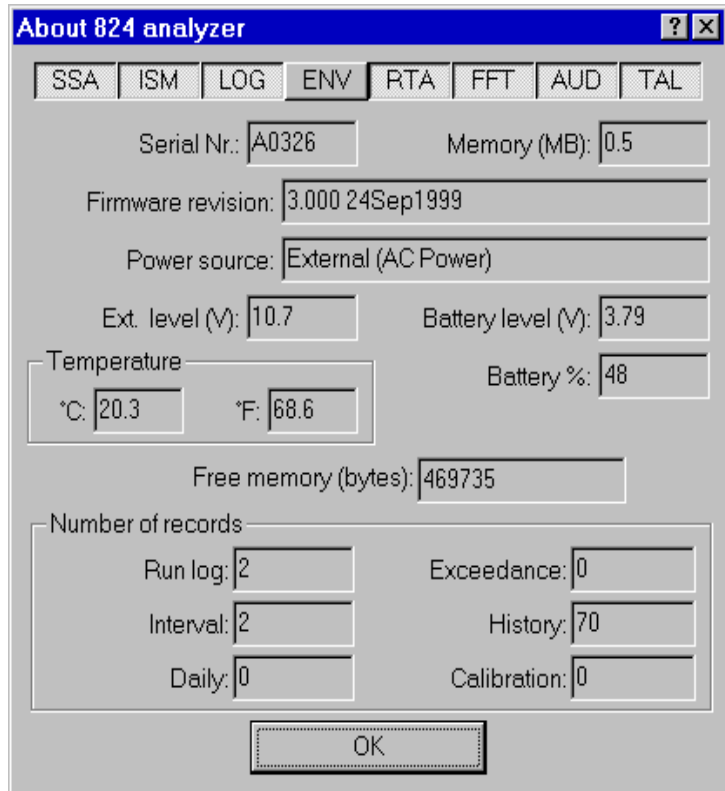 About 824 analyzer ? ×
SSA ISM LOG ENV RTA FFT AUD TAL
Serial Nr.: A0326 Memory (MB): 0.5
Firmware revision: 3.000 24Sep1999
Power source: External (AC Power)
Ext. level (V): 10.7 Battery level (V): 3.79
Temperature
Battery %: 48
°C: 20.3 °F: 68.6
Free memory (bytes): 469735
Number of records
Run log: 2 Exceedance: 0
Interval: 2 History: 70
Daily: 0 Calibration: 0
OK